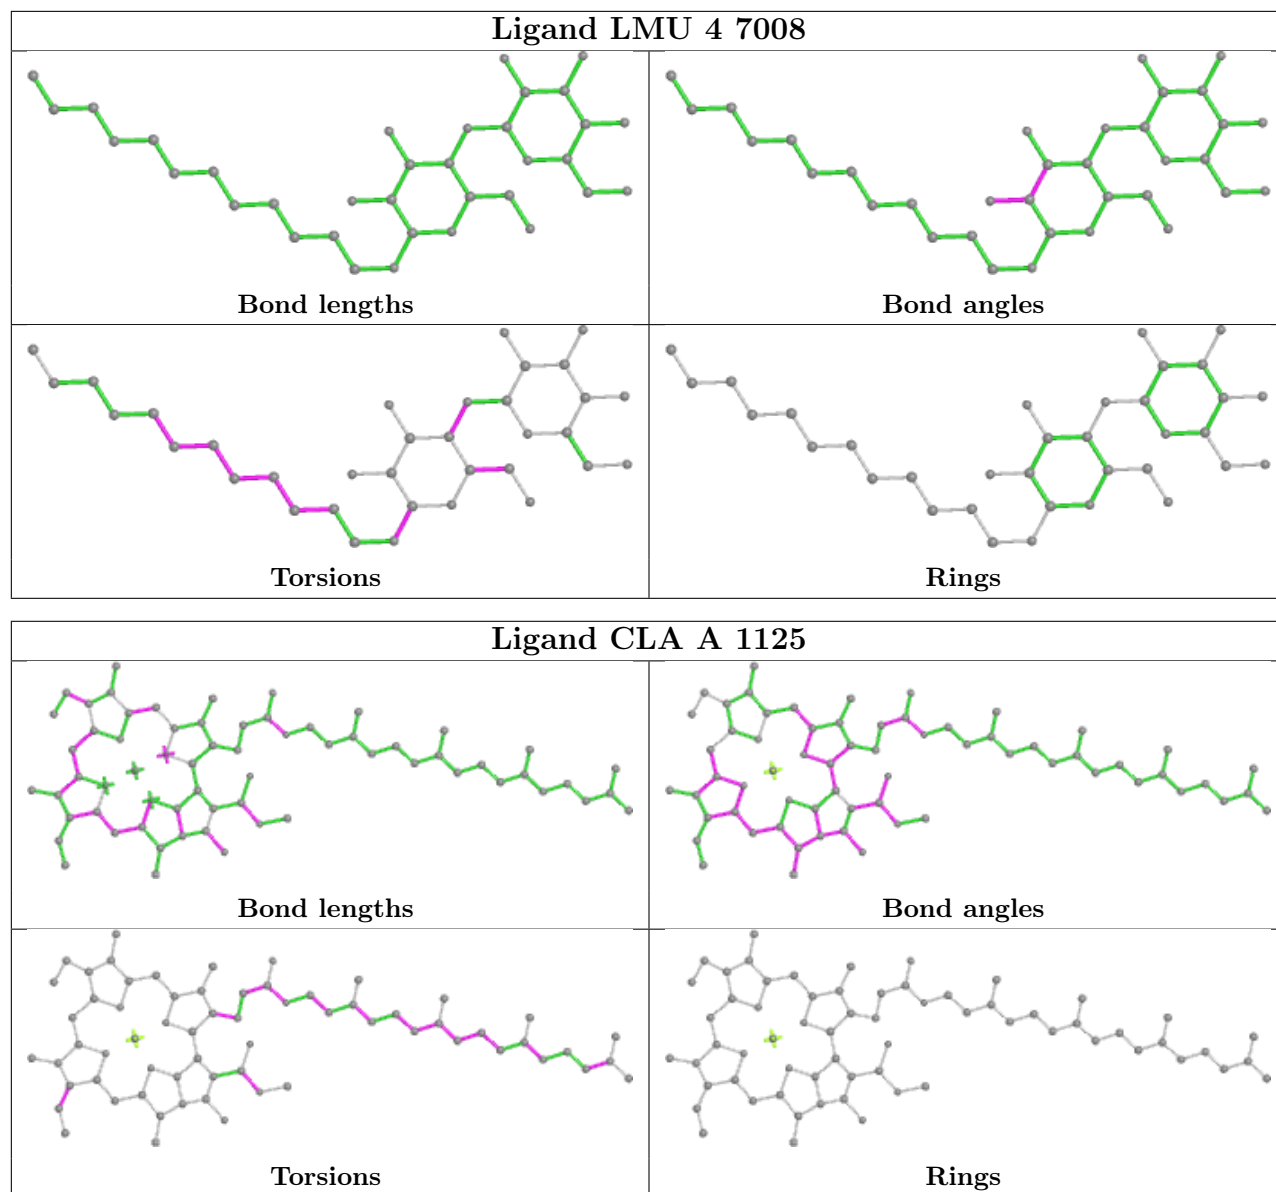 Ligand LMU 4 7008
Bond lengths
Bond angles
Torsions
Rings
Ligand CLA A 1125
Bond lengths
Bond angles
Torsions
Rings